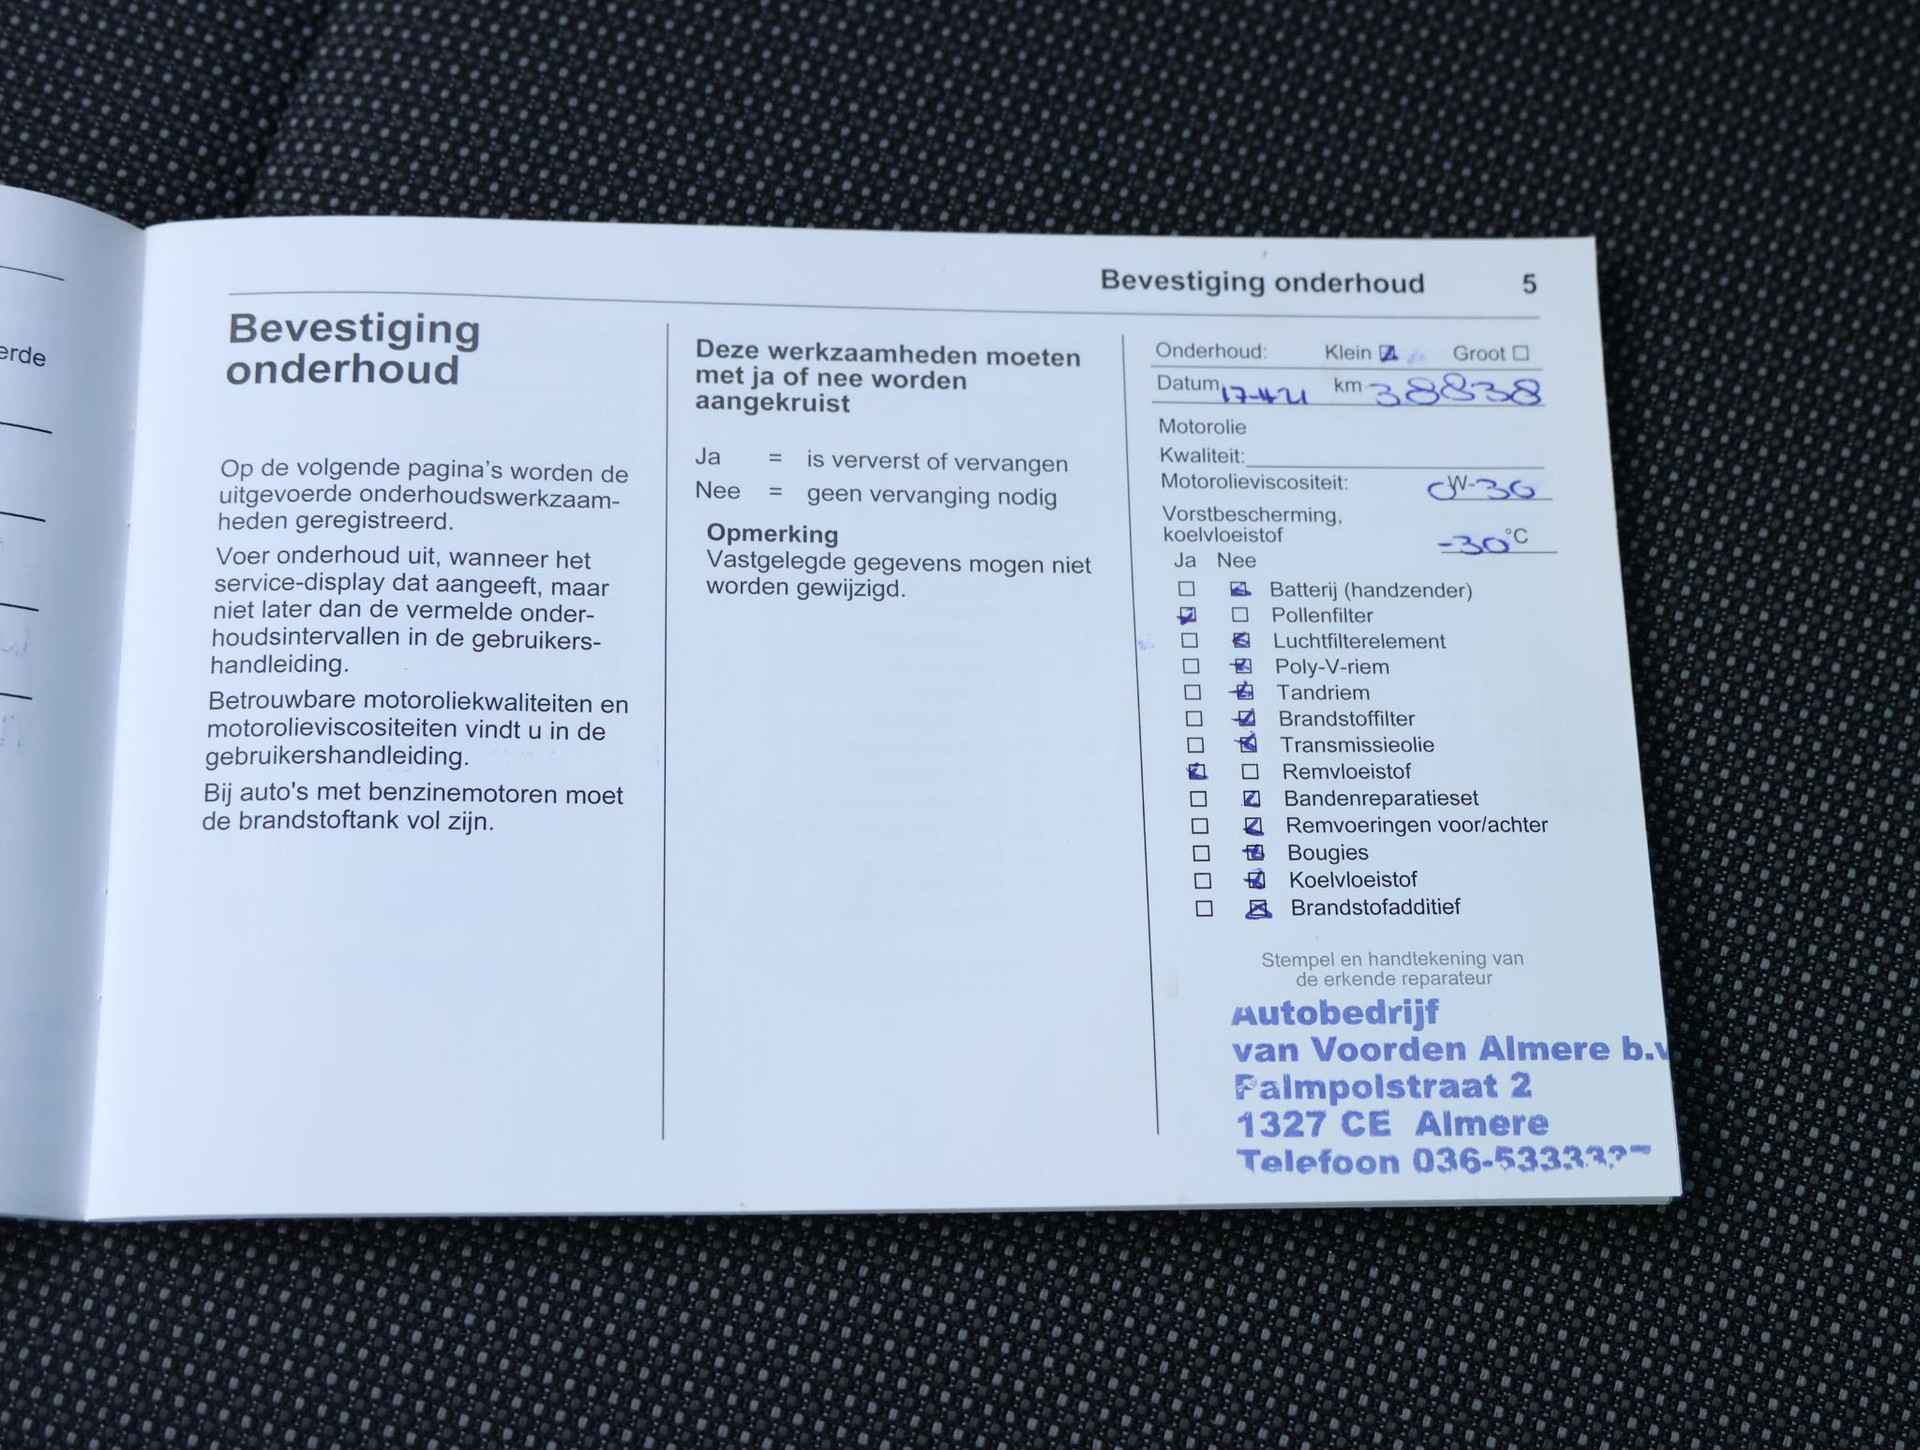 erde
Bevestiging onderhoud 5
Bevestiging
onderhoud
Op de volgende pagina's worden de
uitgevoerde onderhoudswerkzaam-
heden geregistreerd.
Voer onderhoud uit, wanneer het
service-display dat aangeeft, maar
niet later dan de vermelde onder-
houdsintervallen in de gebruikers-
handleiding.
Betrouwbare motoroliekwaliteiten en
motorolieviscositeiten vindt u in de
gebruikershandleiding.
Bij auto's met benzinemotoren moet
de brandstoftank vol zijn.
Deze werkzaamheden moeten
met ja of nee worden
aangekruist
Ja = is ververst of vervangen
Nee = geen vervanging nodig
Opmerking
Vastgelegde gegevens mogen niet
worden gewijzigd.
Onderhoud: Klein Groot
Datum 17-4-21 km 38838
Motorolie
Kwaliteit:
Motorolieviscositeit: 0W-30
Vorstbescherming,
koelvloeistof -30°C
Ja Nee
Batterij (handzender)
Pollenfilter
Luchtfilterelement
Poly-V-riem
Tandriem
Brandstoffilter
Transmissieolie
Remvloeistof
Bandenreparatieset
Remvoeringen voor/achter
Bougies
Koelvloeistof
Brandstofadditief
Stempel en handtekening van
de erkende reparateur
Autobedrijf
van Voorden Almere b.v
Palmpolstraat 2
1327 CE Almere
Telefoon